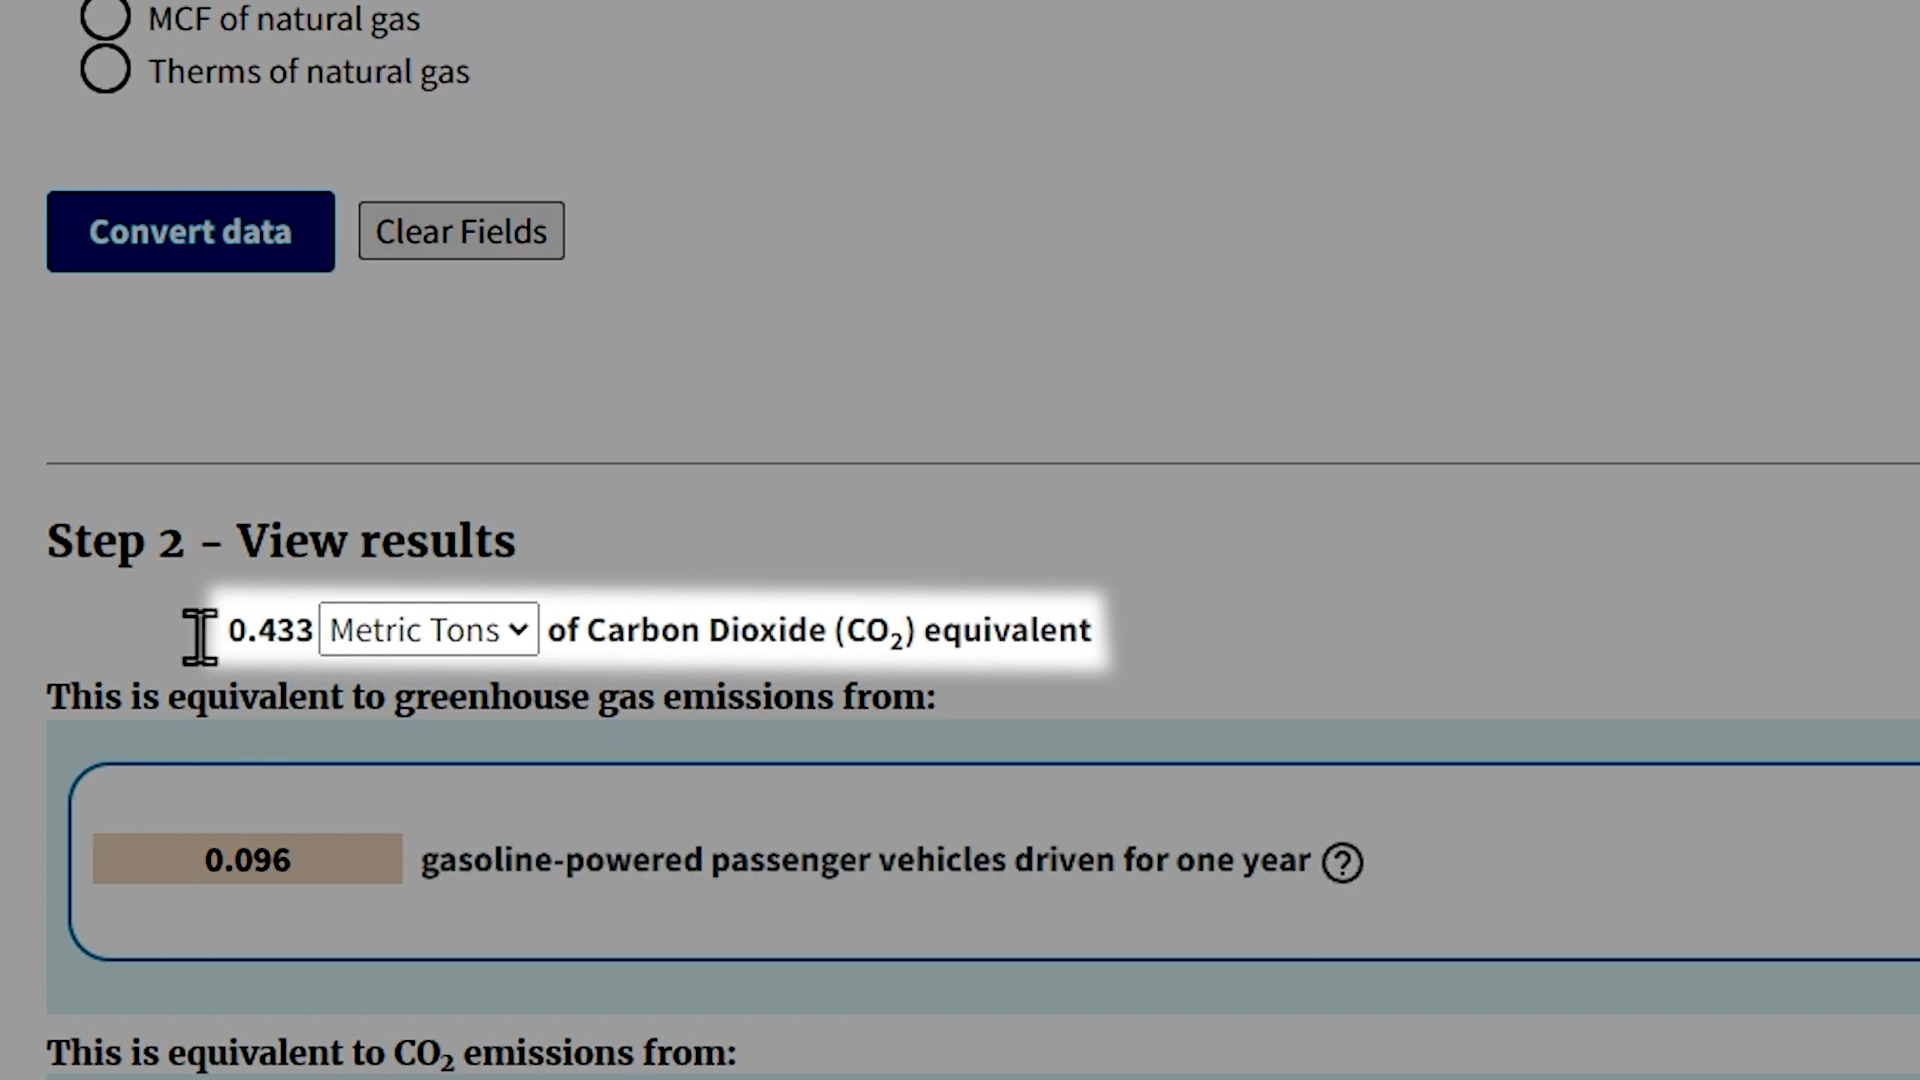 MCF of natural gas
Therms of natural gas
Convert data Clear Fields
Step 2 - View results
0.433 Metric Tons of Carbon Dioxide (CO₂) equivalent
This is equivalent to greenhouse gas emissions from:
0.096 gasoline-powered passenger vehicles driven for one year ?
This is equivalent to CO₂ emissions from: